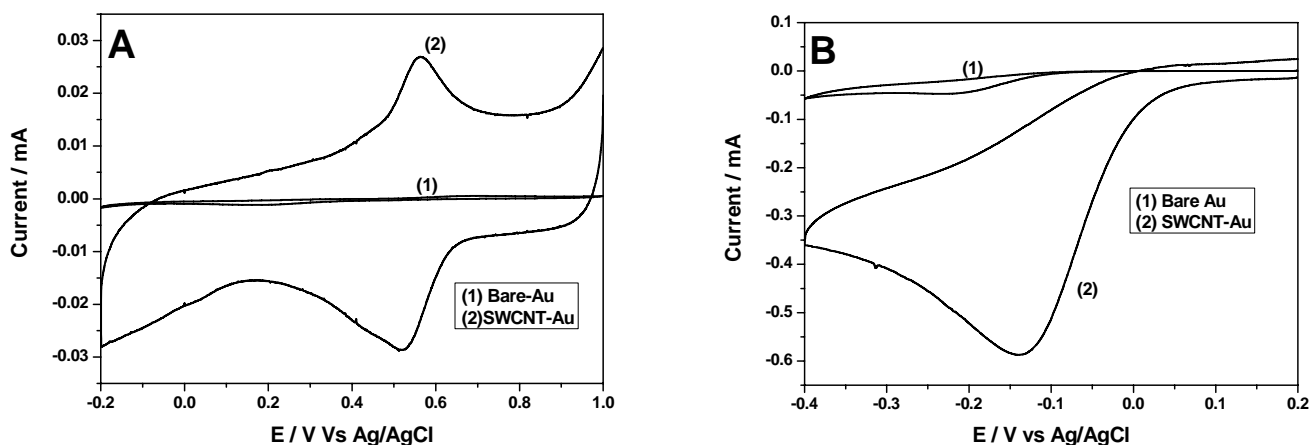 A
0.03
0.02
0.01
0.00
-0.01
-0.02
-0.03
Current / mA
(2)
(1)
(1) Bare-Au
(2)SWCNT-Au
-0.2 0.0 0.2 0.4 0.6 0.8 1.0
E / V Vs Ag/AgCl
B
0.1
0.0
-0.1
-0.2
-0.3
-0.4
-0.5
-0.6
Current / mA
(1)
(1) Bare Au
(2) SWCNT-Au
(2)
-0.4 -0.3 -0.2 -0.1 0.0 0.1 0.2
E / V vs Ag/AgCl